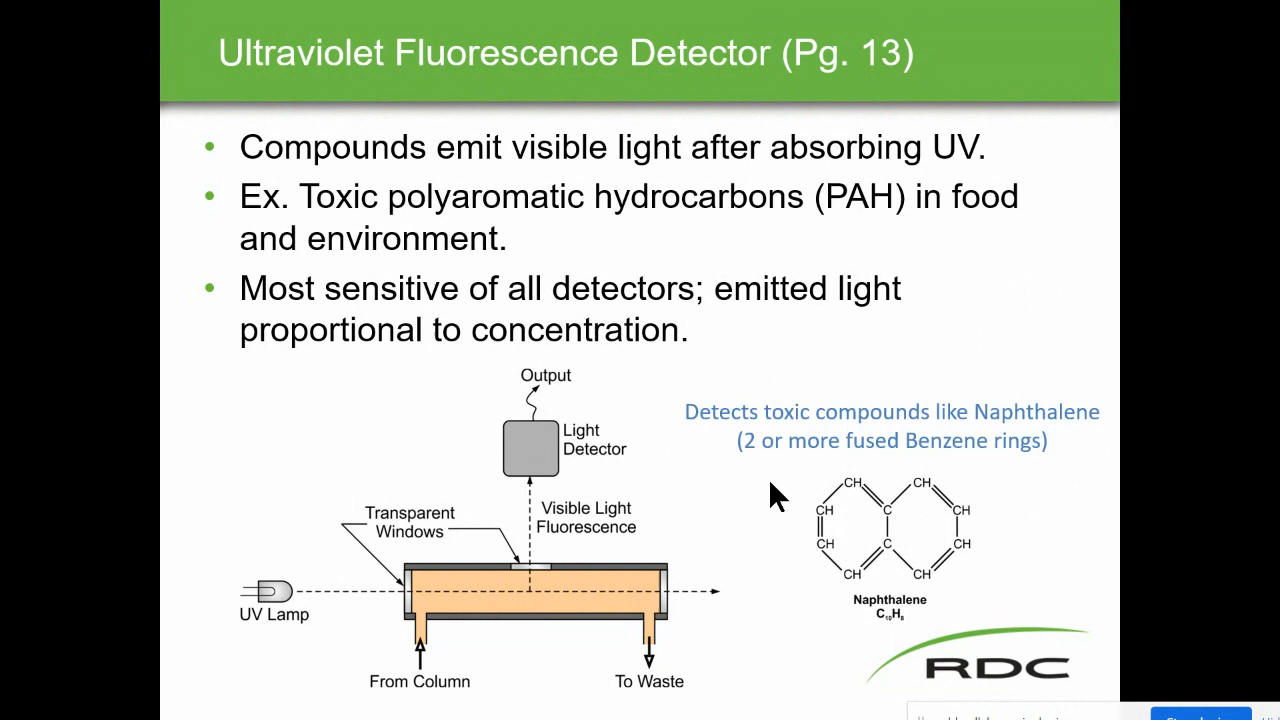 Ultraviolet Fluorescence Detector (Pg. 13)
• Compounds emit visible light after absorbing UV.
• Ex. Toxic polyaromatic hydrocarbons (PAH) in food
and environment.
• Most sensitive of all detectors; emitted light
proportional to concentration.
Output
Light
Detector
Detects toxic compounds like Naphthalene
(2 or more fused Benzene rings)
Transparent
Windows
Visible Light
Fluorescence
UV Lamp
From Column
To Waste
CH CH
CH C CH
CH C CH
CH CH
Naphthalene
C₁₀H₈
RDC